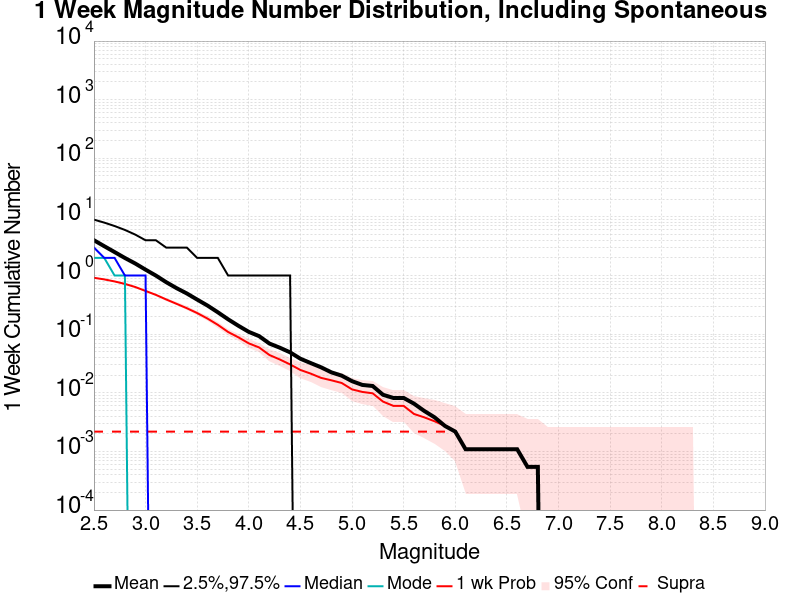 1 Week Magnitude Number Distribution, Including Spontaneous
10 4
10 3
10 2
10 1
10 0
10 -1
10 -2
10 -3
10 -4
1 Week Cumulative Number
2.5 3.0 3.5 4.0 4.5 5.0 5.5 6.0 6.5 7.0 7.5 8.0 8.5 9.0
Magnitude
Mean 2.5%,97.5% Median Mode 1 wk Prob 95% Conf Supra